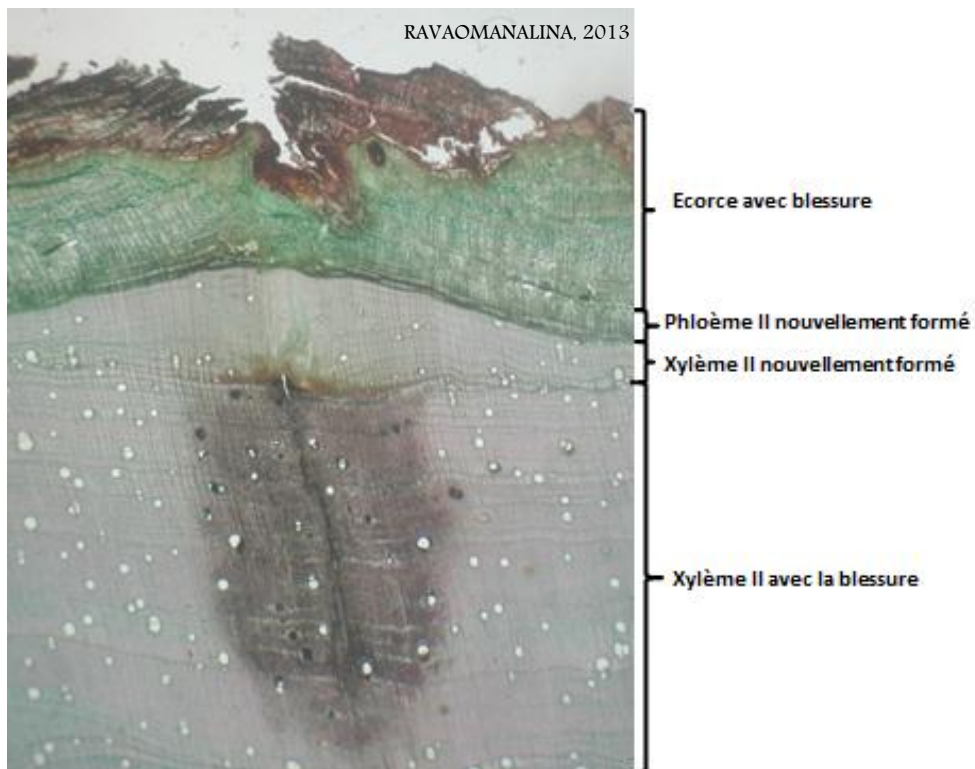 RAVAOMANALINA, 2013
Ecorce avec blessure
Phloème II nouvellement formé
Xylème II nouvellement formé
Xylème II avec la blessure